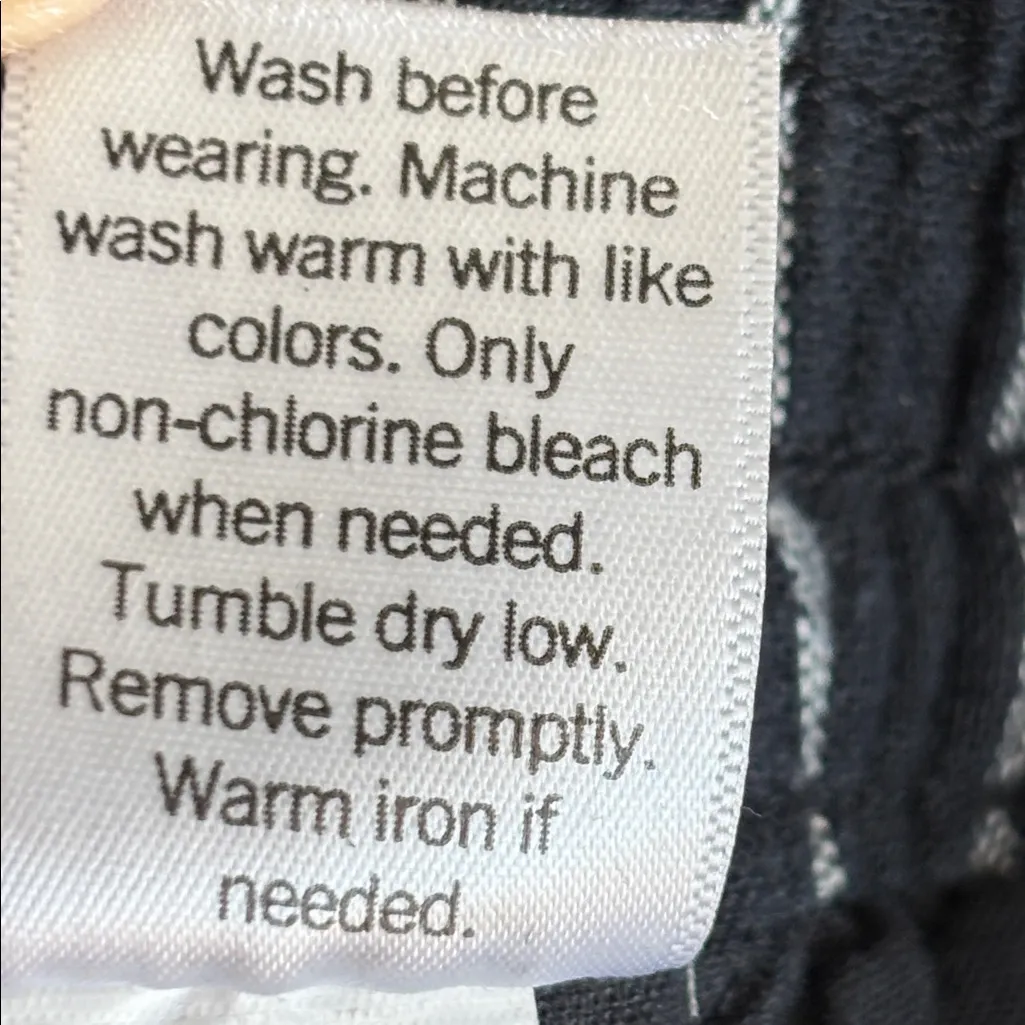 Wash before
wearing. Machine
wash warm with like
colors. Only
non-chlorine bleach
when needed.
Tumble dry low.
Remove promptly.
Warm iron if
needed.